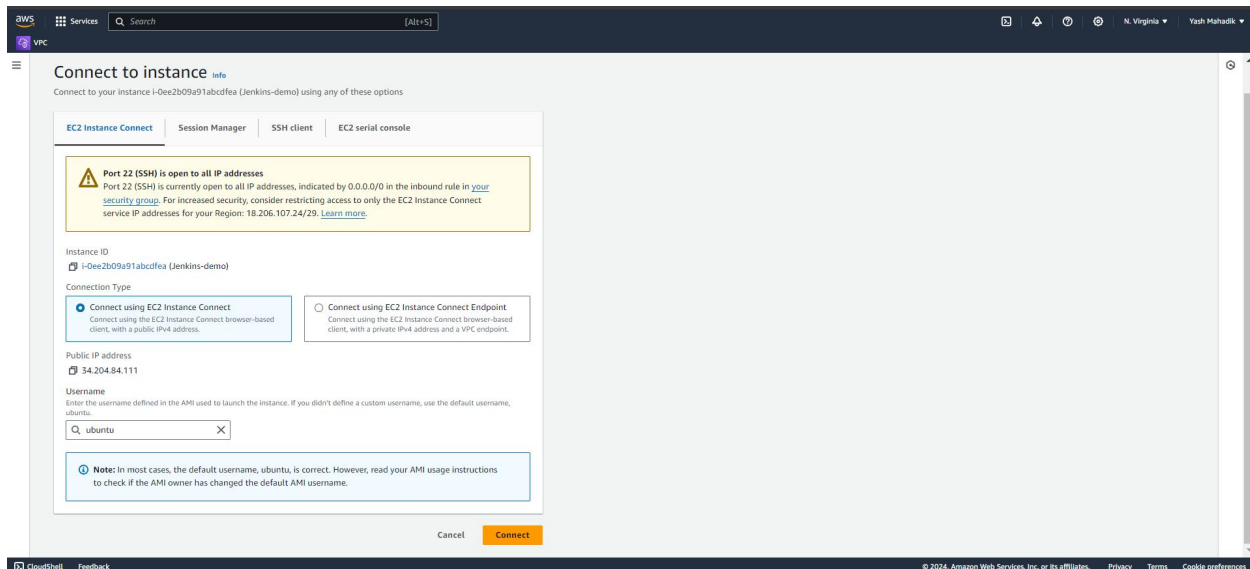 aws
Services
Search
[Alt+S]
N. Virginia
Yash Mahadik
VPC
Connect to instance Info
Connect to your instance i-0ee2b09a91abcdfea (Jenkins-demo) using any of these options
EC2 Instance Connect
Session Manager
SSH client
EC2 serial console
Port 22 (SSH) is open to all IP addresses
Port 22 (SSH) is currently open to all IP addresses, indicated by 0.0.0.0/0 in the inbound rule in your
security group. For increased security, consider restricting access to only the EC2 Instance Connect
service IP addresses for your Region: 18.206.107.24/29. Learn more.
Instance ID
i-0ee2b09a91abcdfea (Jenkins-demo)
Connection Type
Connect using EC2 Instance Connect
Connect using the EC2 Instance Connect browser-based
client, with a public IPv4 address.
Connect using EC2 Instance Connect Endpoint
Connect using the EC2 Instance Connect browser-based
client, with a private IPv4 address and a VPC endpoint.
Public IP address
34.204.84.111
Username
Enter the username defined in the AMI used to launch the instance. If you didn't define a custom username, use the default username,
ubuntu.
ubuntu
Note: In most cases, the default username, ubuntu, is correct. However, read your AMI usage instructions
to check if the AMI owner has changed the default AMI username.
Cancel
Connect
CloudShell
Feedback
© 2024, Amazon Web Services, Inc. or its affiliates.
Privacy
Terms
Cookie preferences